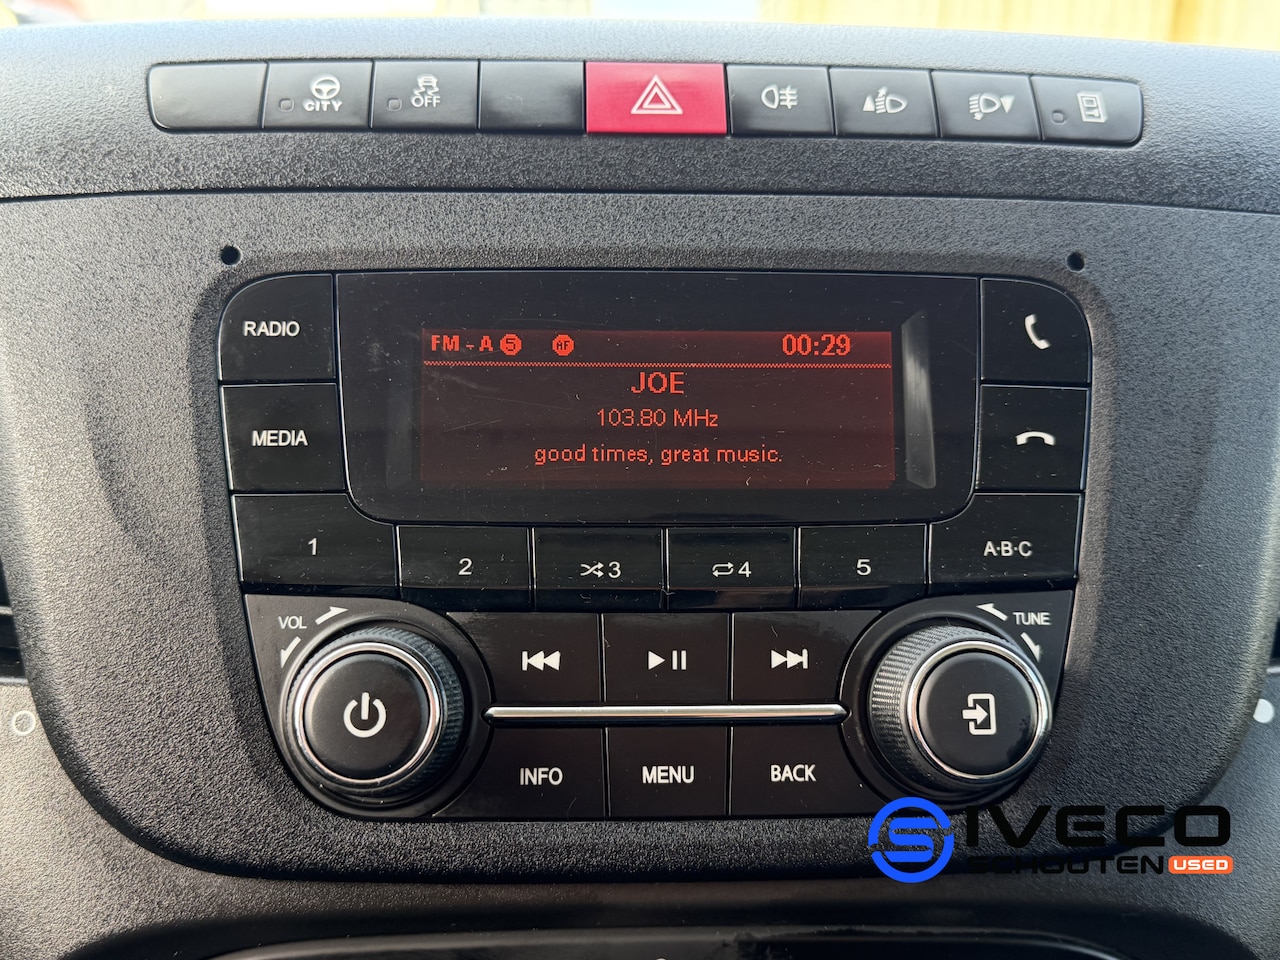 CITY
OFF
RADIO
MEDIA
FM - A 5 AF 00:29
JOE
103.80 MHz
good times, great music.
1
2
3
4
5
A·B·C
VOL
TUNE
INFO
MENU
BACK
IVECO
SCHOUTEN USED